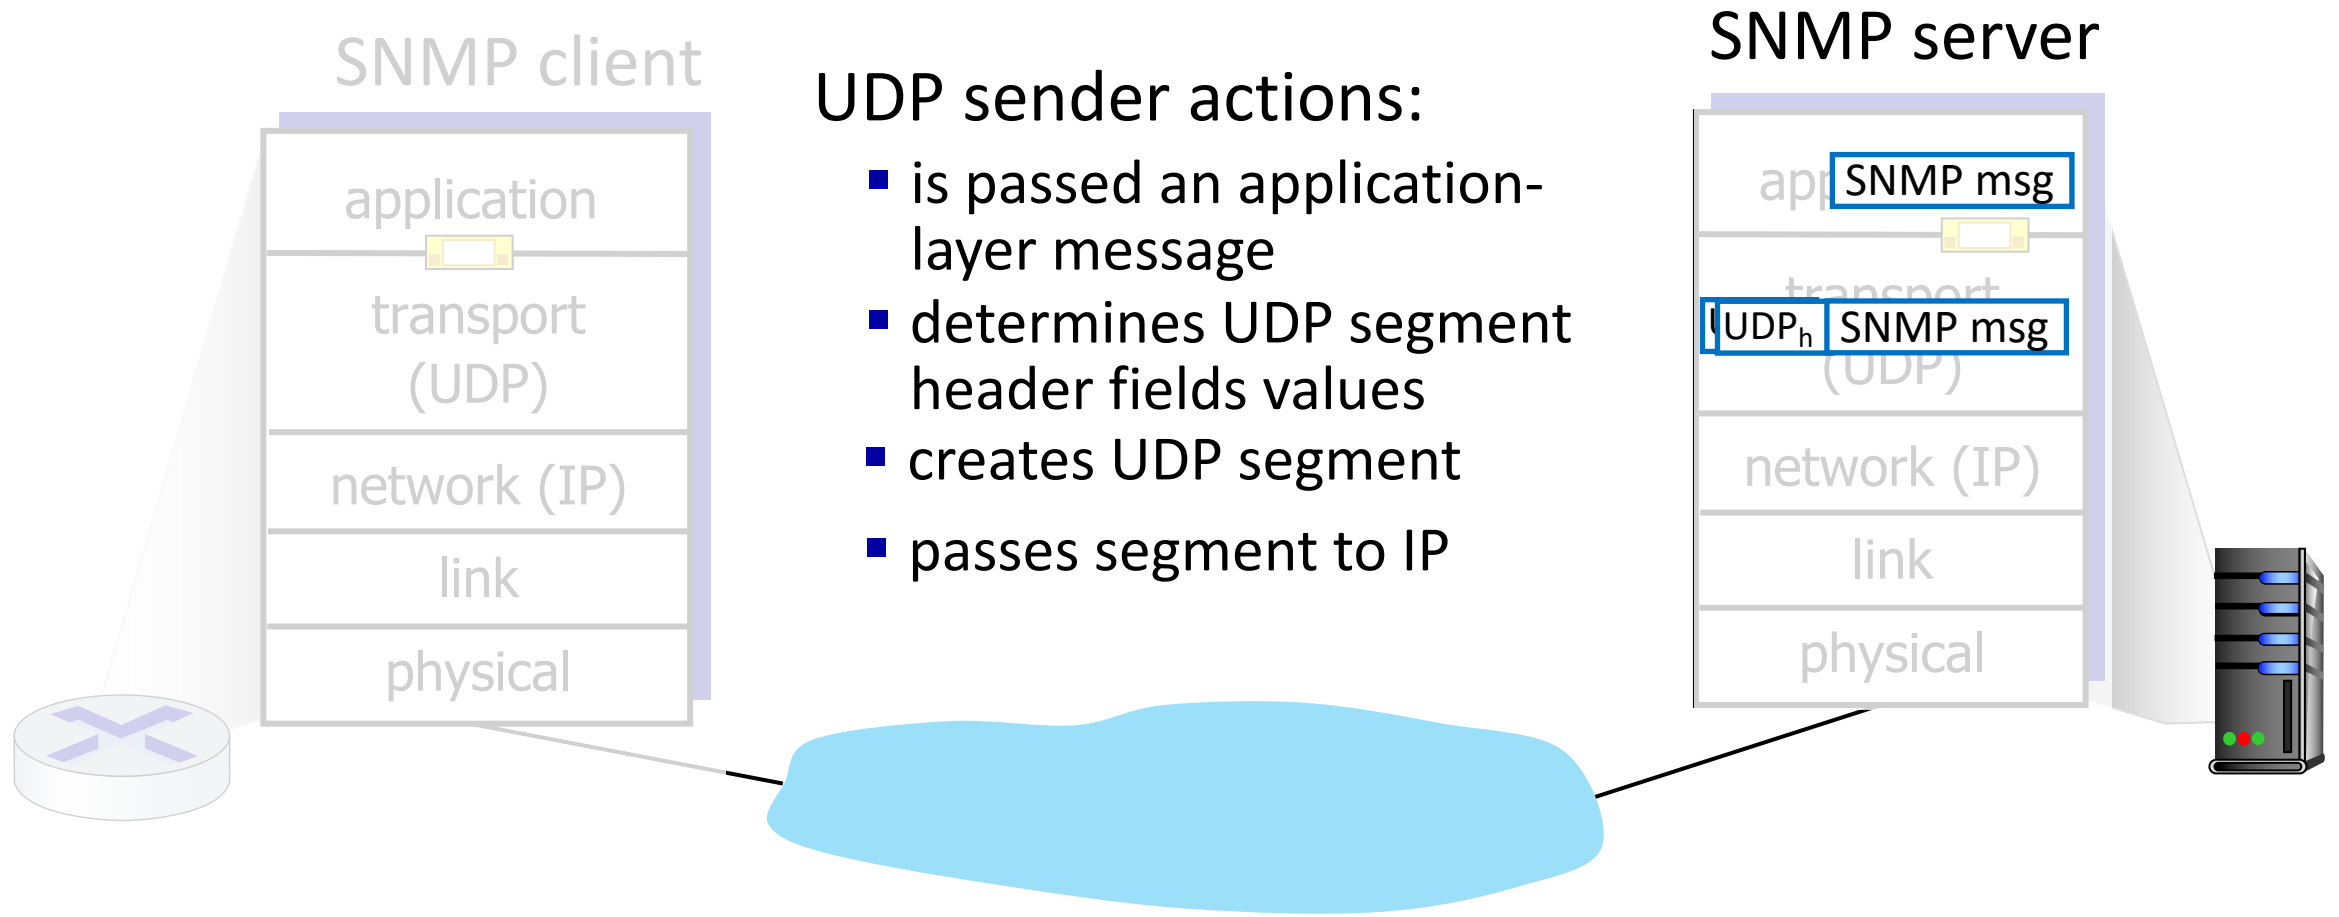 SNMP client
application
transport
(UDP)
network (IP)
link
physical
UDP sender actions:
is passed an application-
layer message
determines UDP segment
header fields values
creates UDP segment
passes segment to IP
SNMP server
SNMP msg
transport
UDPh SNMP msg
(UDP)
network (IP)
link
physical